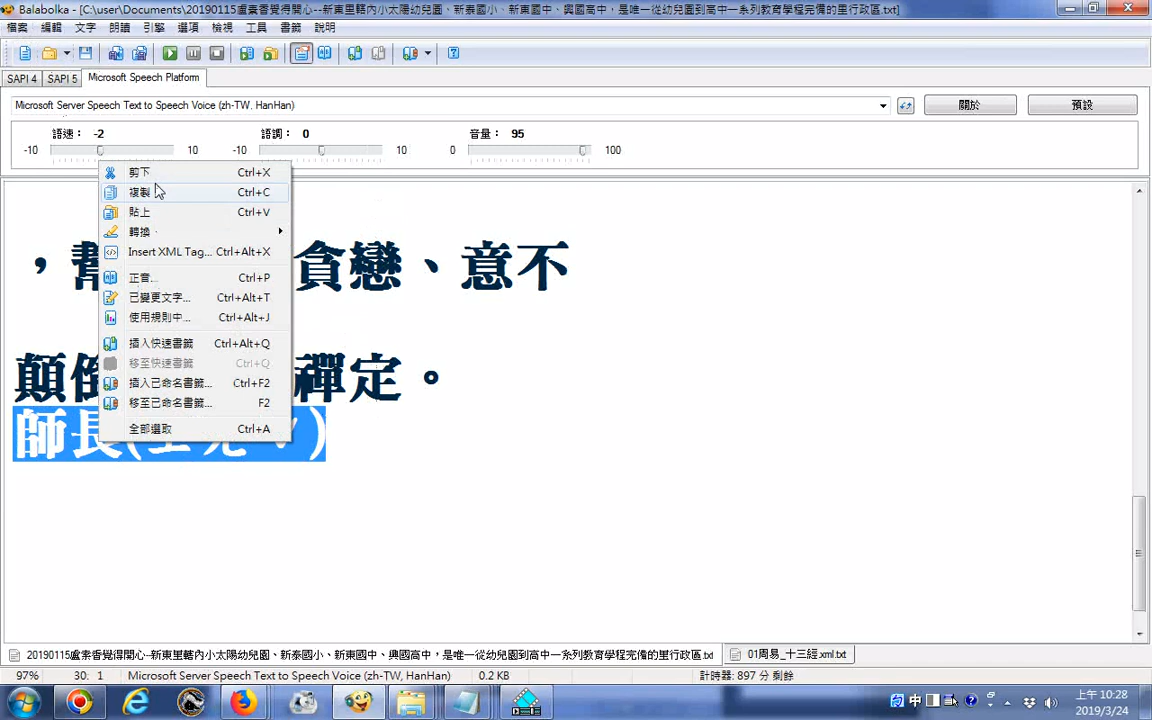 Balabolka - [C:\user\Documents\20190115盧素香覺得開心--新東里轄內小太陽幼兒園、新泰國小、新東國中、興國高中，是唯一從幼兒園到高中一系列教育學程完備的里行政區.txt]
檔案 編輯 文字 朗讀 引擎 選項 檢視 工具 書籤 說明
SAPI 4 SAPI 5 Microsoft Speech Platform
Microsoft Server Speech Text to Speech Voice (zh-TW, HanHan) 關於 預設
語速： -2 語調： 0 音量： 95
-10 10 -10 10 0 100
剪下 Ctrl+X
複製 Ctrl+C
貼上 Ctrl+V
轉換
Insert XML Tag... Ctrl+Alt+X
正音... Ctrl+P
已變更文字... Ctrl+Alt+T
使用規則中... Ctrl+Alt+J
插入快速書籤 Ctrl+Alt+Q
移至快速書籤 Ctrl+Q
插入已命名書籤... Ctrl+F2
移至已命名書籤... F2
全部選取 Ctrl+A
，幫 貪戀、意不
顛倒 禪定。
師長(
20190115盧素香覺得開心--新東里轄內小太陽幼兒園、新泰國小、新東國中、興國高中，是唯一從幼兒園到高中一系列教育學程完備的里行政區.txt 01周易_十三經.xml.txt
97% 30: 1 Microsoft Server Speech Text to Speech Voice (zh-TW, HanHan) 0.2 KB 計時器: 897 分 剩餘
中 上午 10:28
2019/3/24